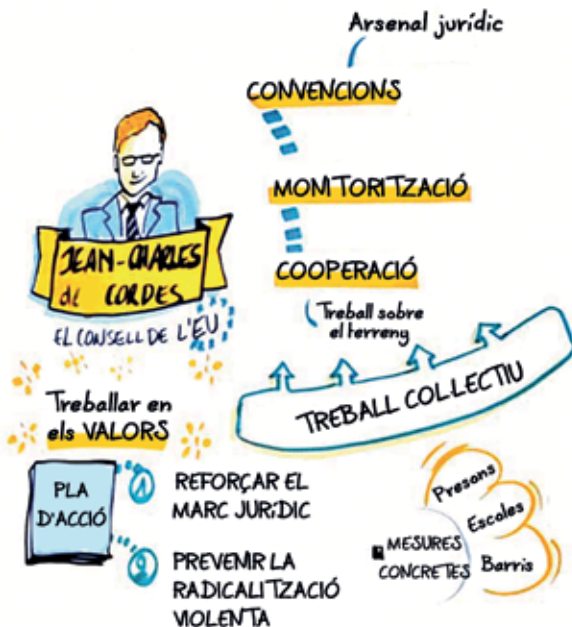 Arsenal jurídic
CONVENCIONS
MONITORITZACIÓ
COOPERACIÓ
Treball sobre
el terreny
JEAN-CHARLES
de CORDES
EL CONSELL DE L'EU
TREBALL COL·LECTIU
Treballar en
els VALORS
PLA
D'ACCIÓ
1 REFORÇAR EL
MARC JURÍDIC
2 PREVENIR LA
RADICALITZACIÓ
VIOLENTA
MESURES
CONCRETES
Presons
Escoles
Barris